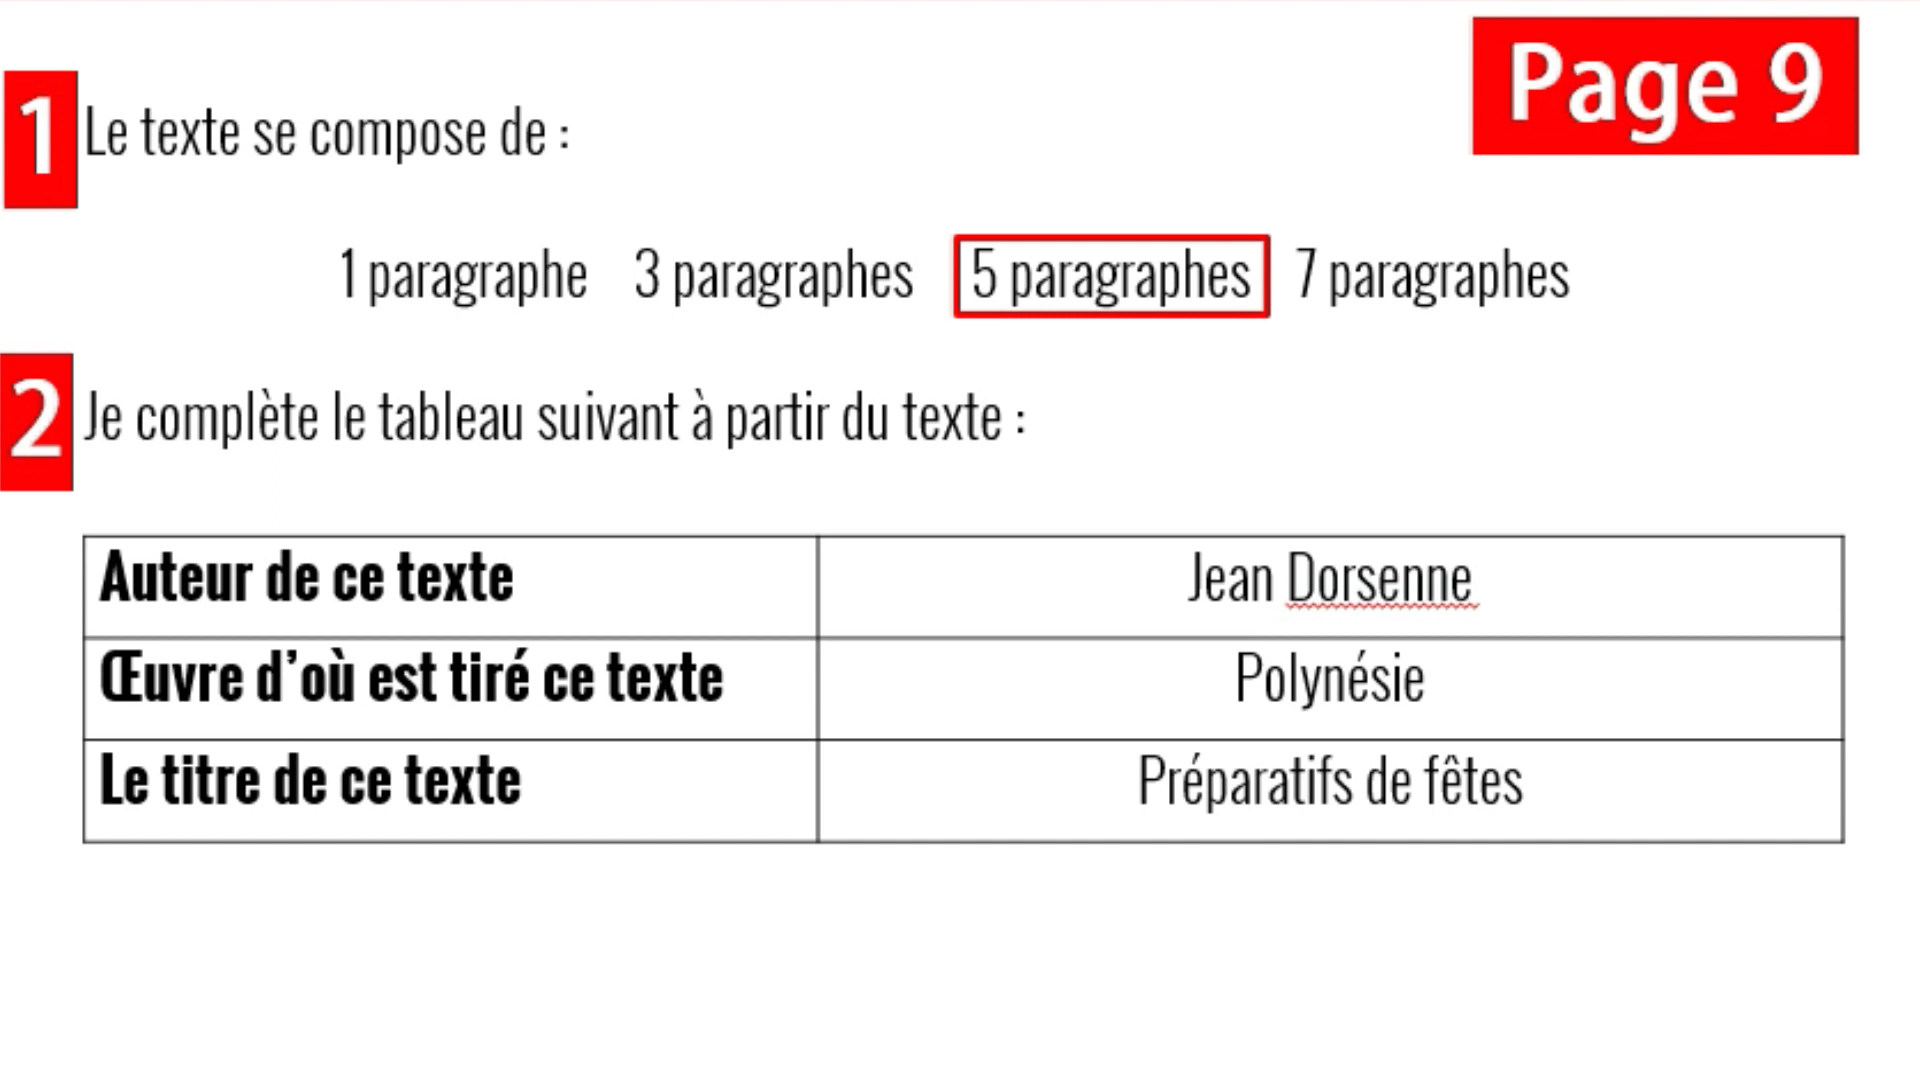 Page 9
1 Le texte se compose de :
1 paragraphe 3 paragraphes 5 paragraphes 7 paragraphes
2 Je complète le tableau suivant à partir du texte :
Auteur de ce texte Jean Dorsenne
Œuvre d’où est tiré ce texte Polynésie
Le titre de ce texte Préparatifs de fêtes